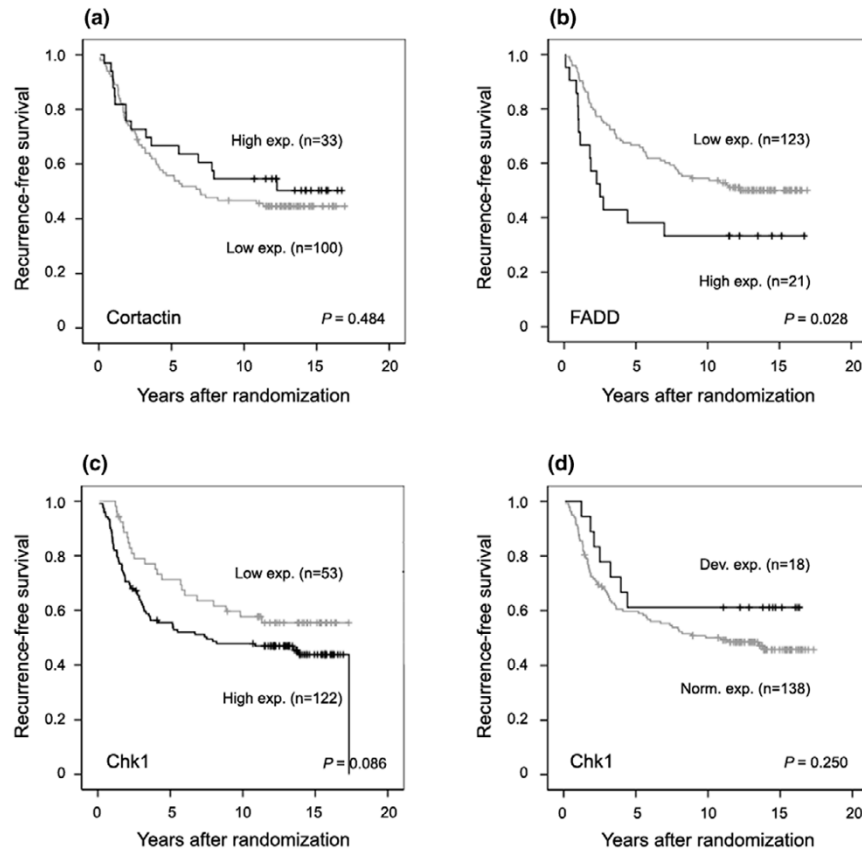 (a)
Recurrence-free survival
1.0
0.8
0.6
0.4
0.2
0
High exp. (n=33)
Low exp. (n=100)
Cortactin
P = 0.484
0 5 10 15 20
Years after randomization
(b)
Recurrence-free survival
1.0
0.8
0.6
0.4
0.2
0
Low exp. (n=123)
High exp. (n=21)
FADD
P = 0.028
0 5 10 15 20
Years after randomization
(c)
Recurrence-free survival
1.0
0.8
0.6
0.4
0.2
0
Low exp. (n=53)
High exp. (n=122)
Chk1
P = 0.086
0 5 10 15 20
Years after randomization
(d)
Recurrence-free survival
1.0
0.8
0.6
0.4
0.2
0
Dev. exp. (n=18)
Norm. exp. (n=138)
Chk1
P = 0.250
0 5 10 15 20
Years after randomization